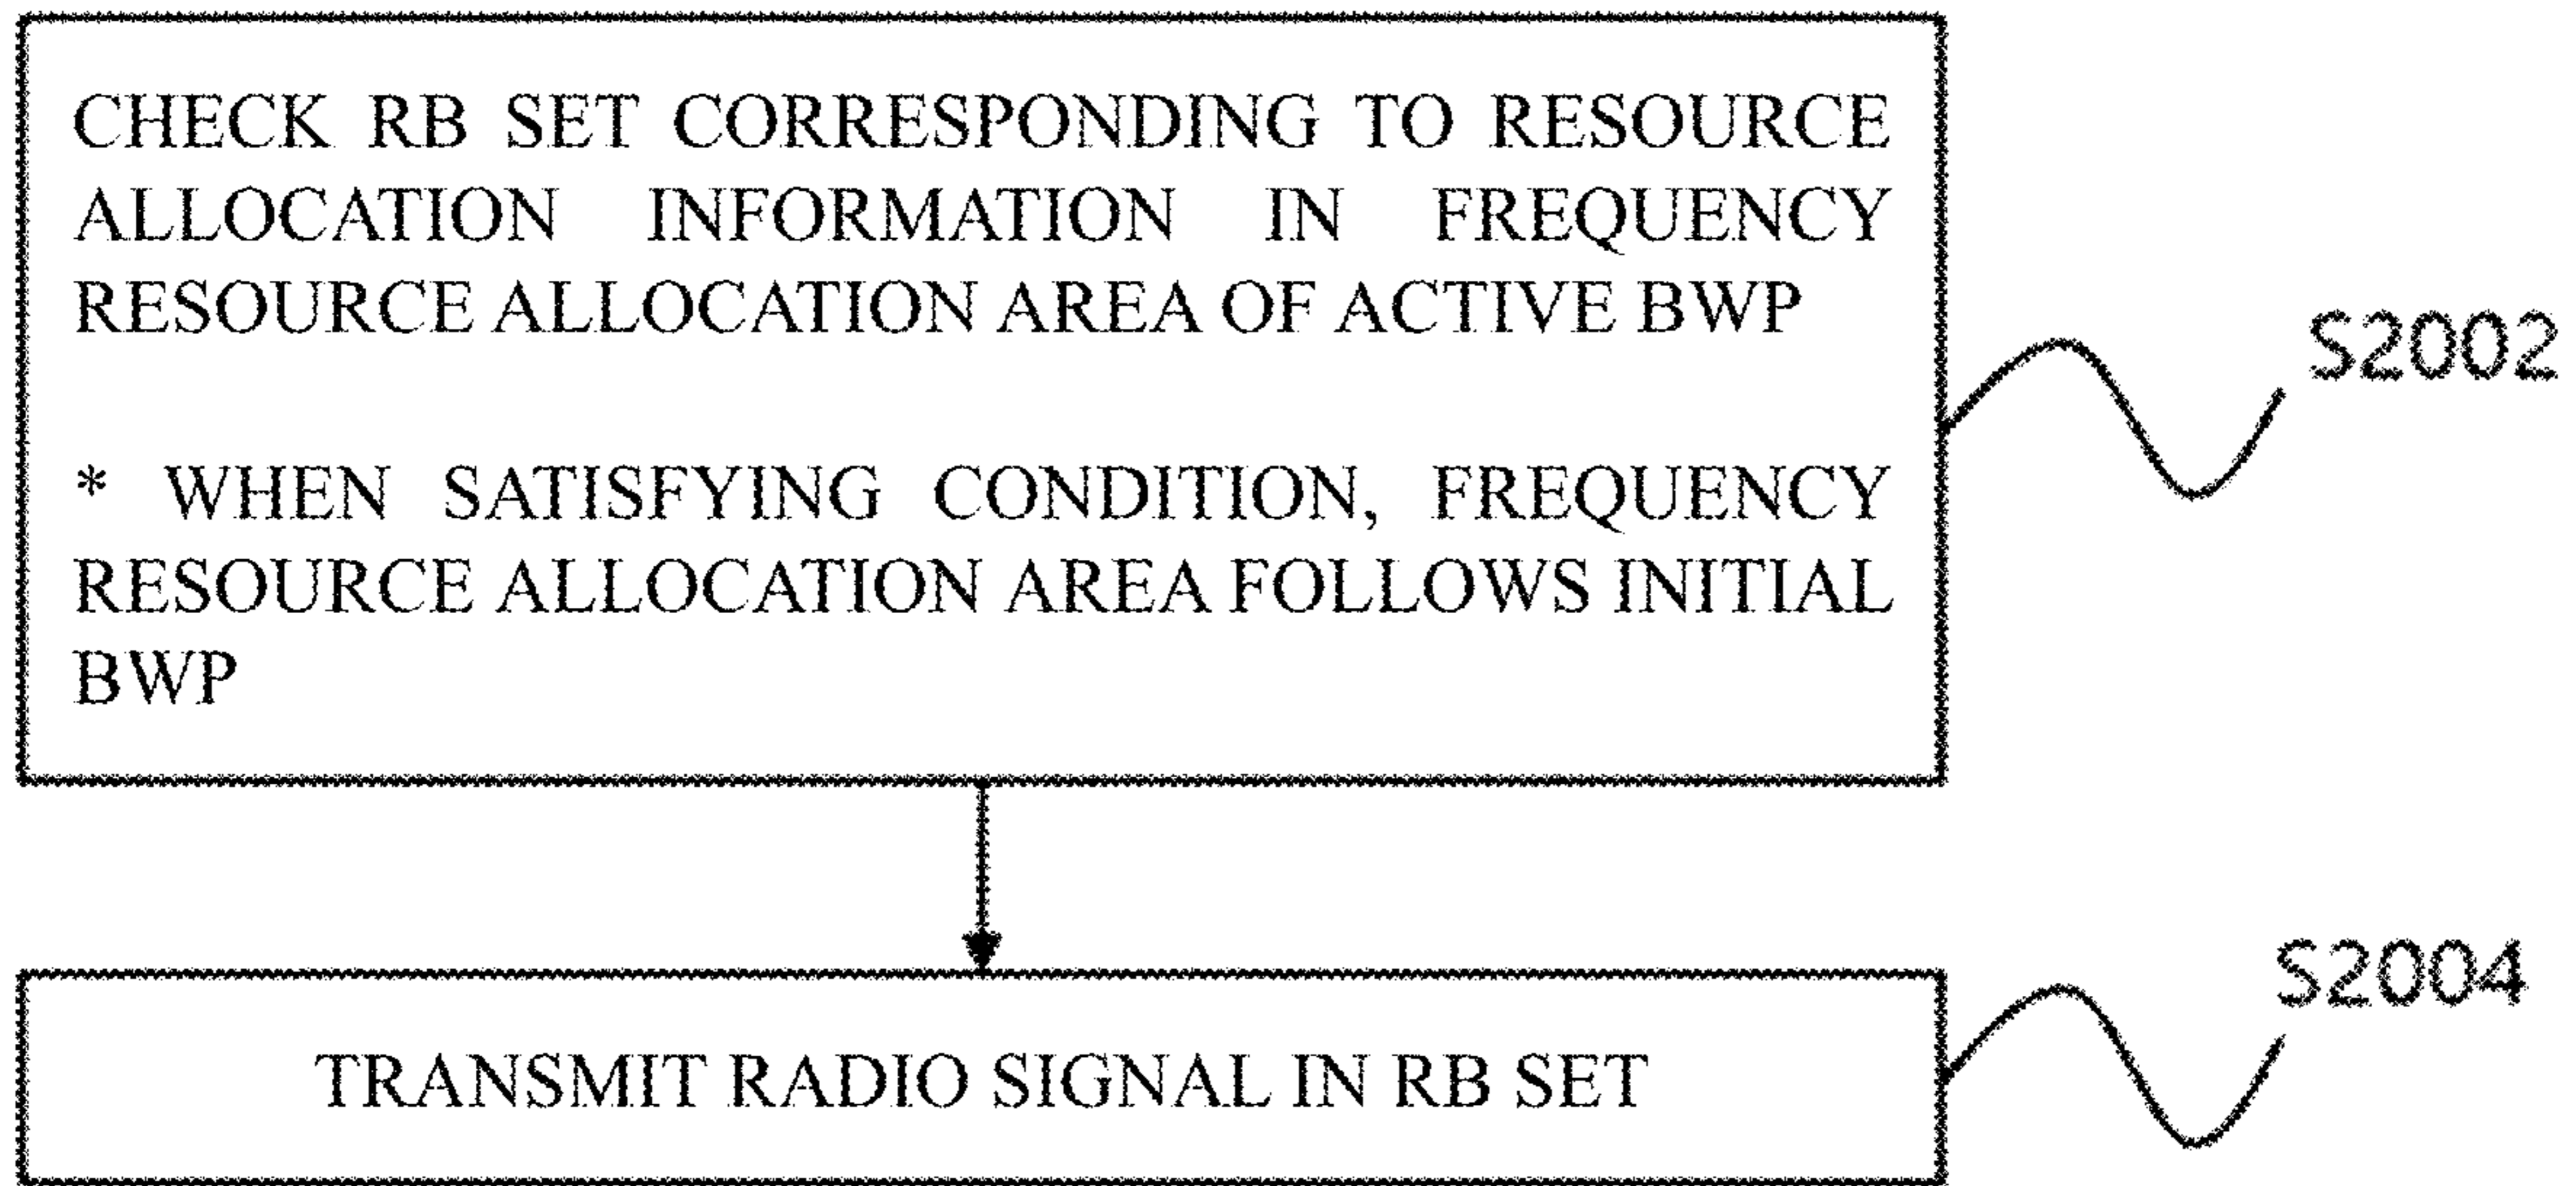 CHECK RB SET CORRESPONDING TO RESOURCE
ALLOCATION INFORMATION IN FREQUENCY
RESOURCE ALLOCATION AREA OF ACTIVE BWP
S2002
* WHEN SATISFYING CONDITION, FREQUENCY
RESOURCE ALLOCATION AREA FOLLOWS INITIAL
BWP
S2004
TRANSMIT RADIO SIGNAL IN RB SET